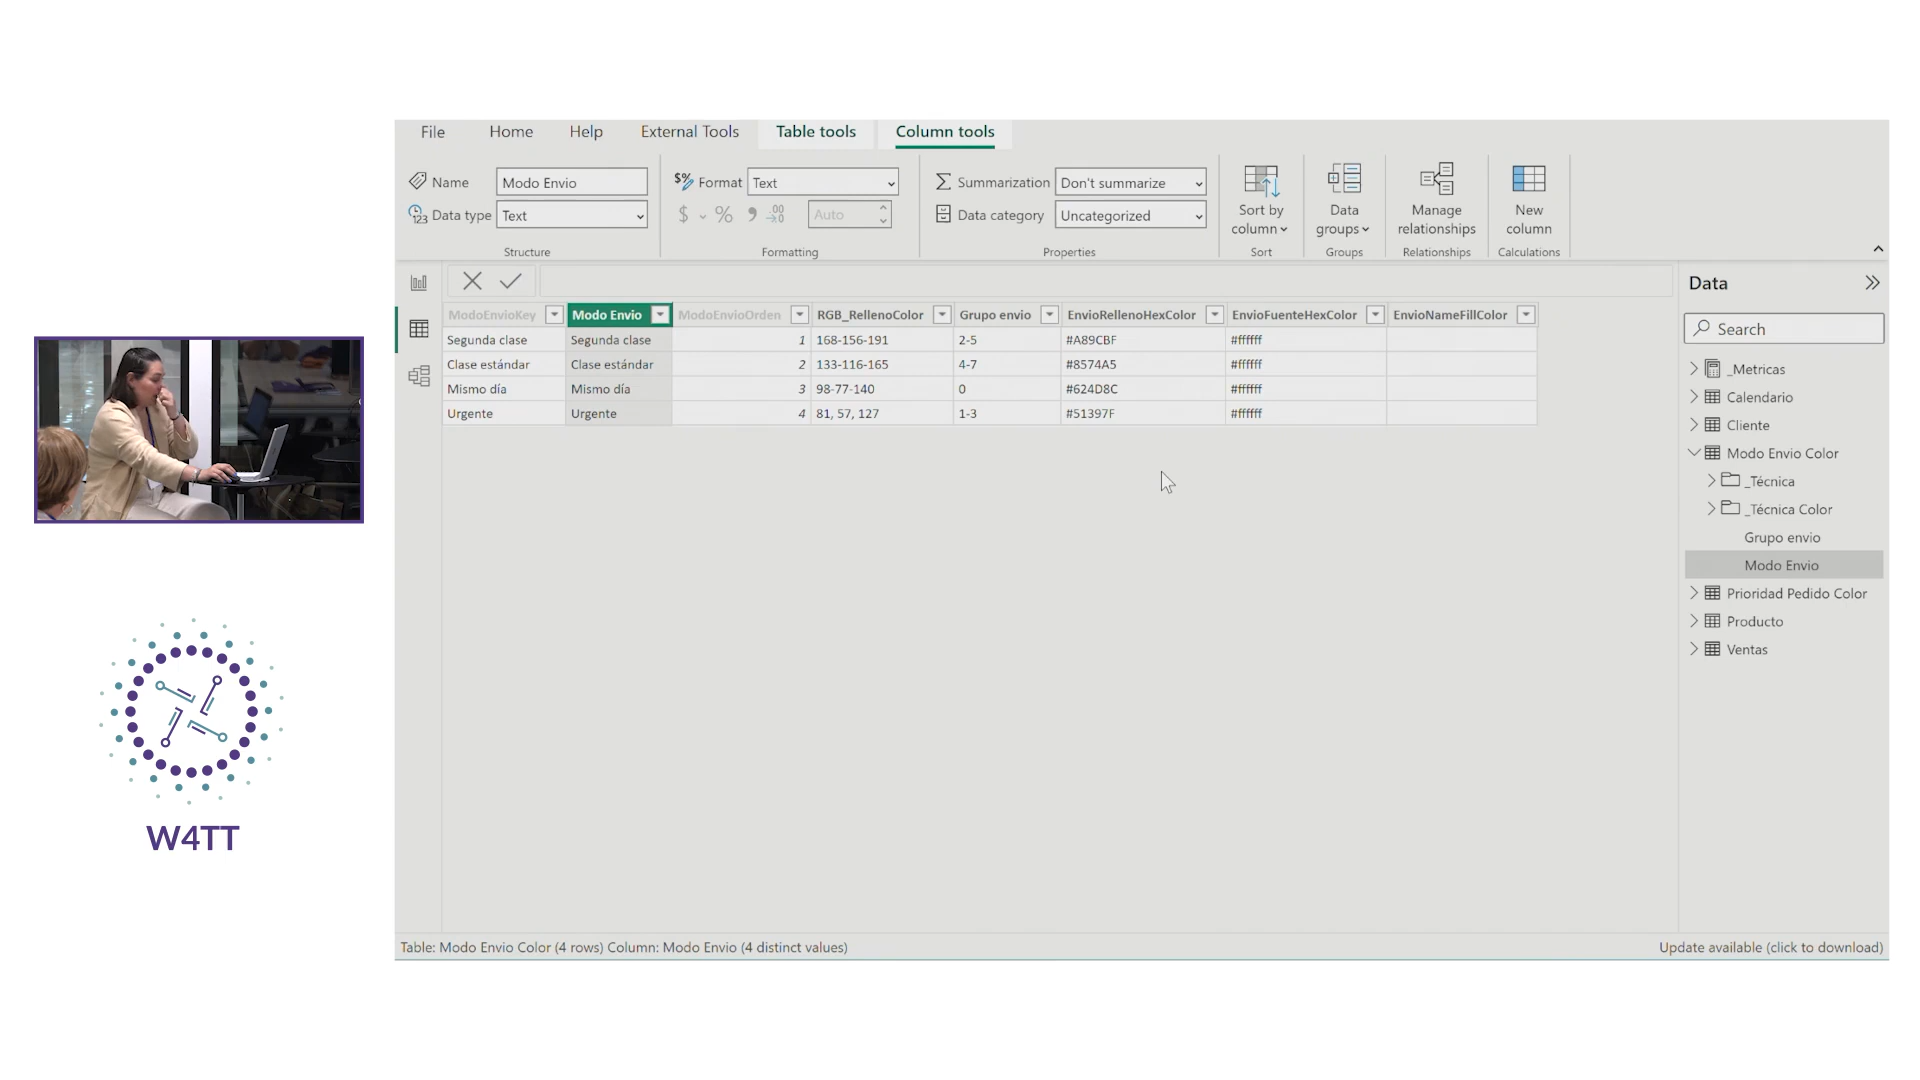 File Home Help External Tools Table tools Column tools
Name Modo Envio
Data type Text
Structure
Format Text
$ % Auto
Formatting
Summarization Don't summarize
Data category Uncategorized
Properties
Sort by
column
Sort
Data
groups
Groups
Manage
relationships
Relationships
New
column
Calculations
ModoEnvioKey Modo Envio ModoEnvioOrden RGB_RellenoColor Grupo envio EnvioRellenoHexColor EnvioFuenteHexColor EnvioNameFillColor
Segunda clase Segunda clase 1 168-156-191 2-5 #A89CBF #ffffff
Clase estándar Clase estándar 2 133-116-165 4-7 #8574A5 #ffffff
Mismo día Mismo día 3 98-77-140 0 #624D8C #ffffff
Urgente Urgente 4 81, 57, 127 1-3 #51397F #ffffff
Data
Search
_Metricas
Calendario
Cliente
Modo Envio Color
_Técnica
_Técnica Color
Grupo envio
Modo Envio
Prioridad Pedido Color
Producto
Ventas
Table: Modo Envio Color (4 rows) Column: Modo Envio (4 distinct values)
Update available (click to download)
W4TT